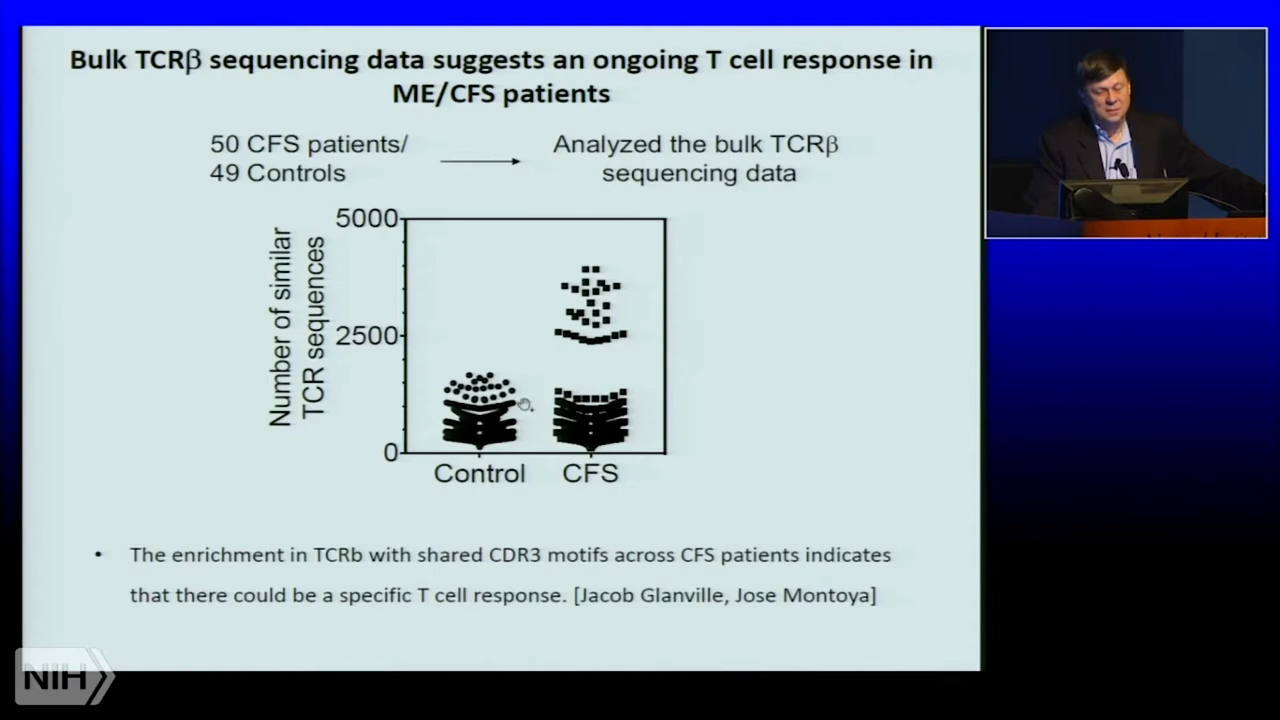 Bulk TCRβ sequencing data suggests an ongoing T cell response in
ME/CFS patients
50 CFS patients/
49 Controls
Analyzed the bulk TCRβ
sequencing data
Number of similar
TCR sequences
5000
2500
0
Control
CFS
• The enrichment in TCRb with shared CDR3 motifs across CFS patients indicates
that there could be a specific T cell response. [Jacob Glanville, Jose Montoya]
NIH